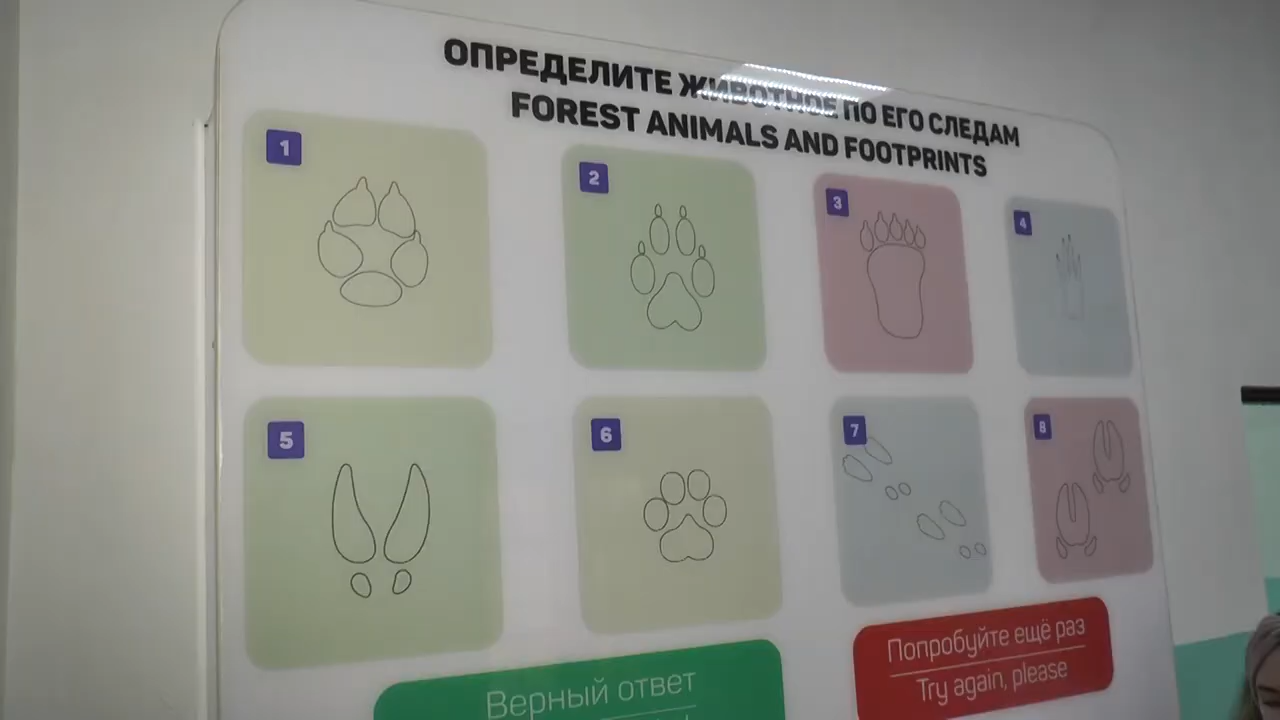 ОПРЕДЕЛИТЕ ЖИВОТНОЕ ПО ЕГО СЛЕДАМ
FOREST ANIMALS AND FOOTPRINTS
1
2
3
4
5
6
7
8
Верный ответ
Попробуйте ещё раз
Try again, please